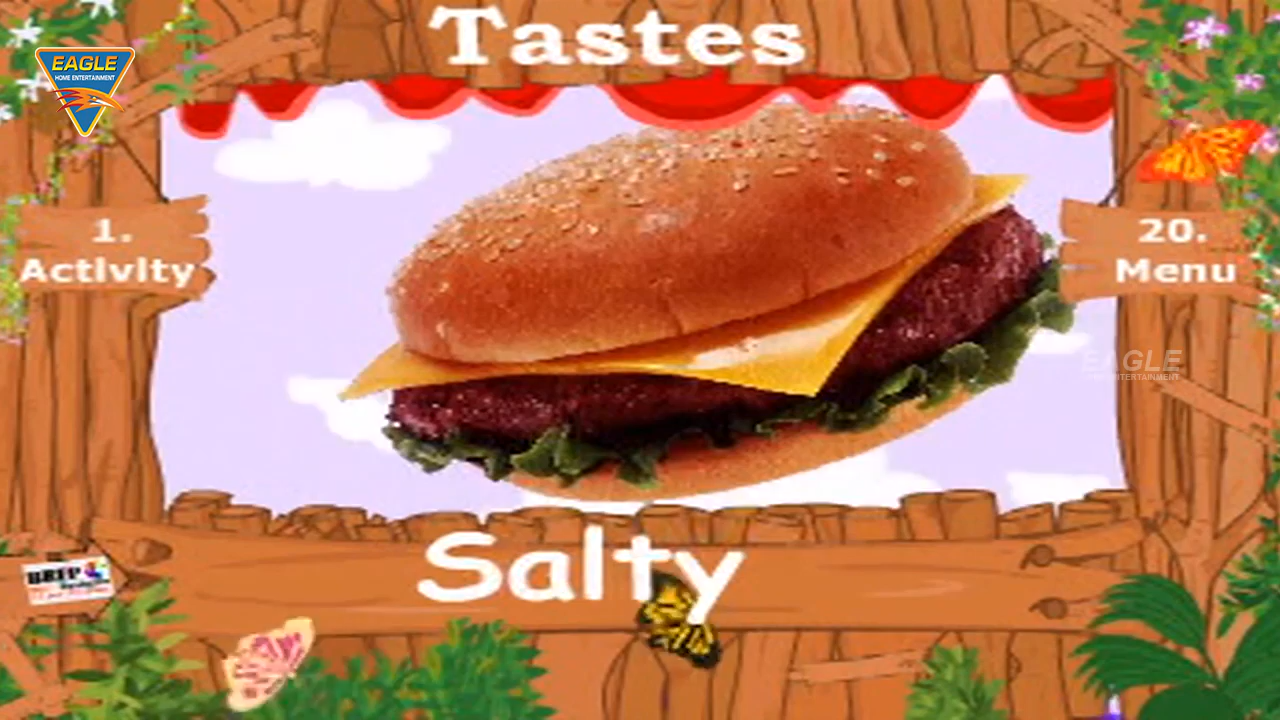 Tastes
EAGLE
HOME ENTERTAINMENT
1.
Activity
20.
Menu
EAGLE
HOME ENTERTAINMENT
Salty